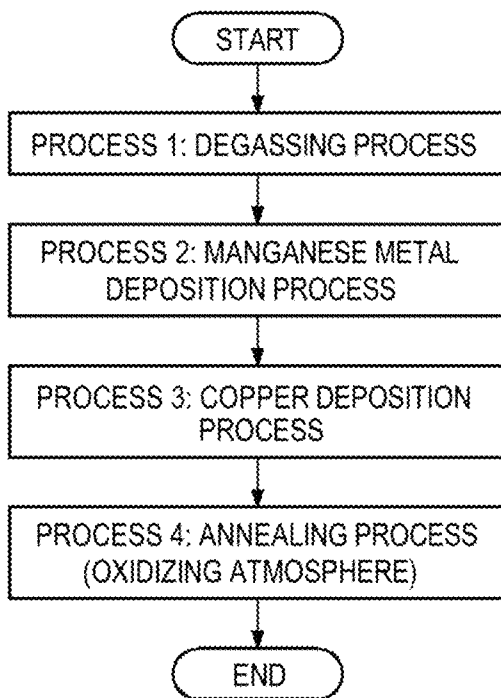 START
PROCESS 1: DEGASSING PROCESS
PROCESS 2: MANGANESE METAL
DEPOSITION PROCESS
PROCESS 3: COPPER DEPOSITION
PROCESS
PROCESS 4: ANNEALING PROCESS
(OXIDIZING ATMOSPHERE)
END